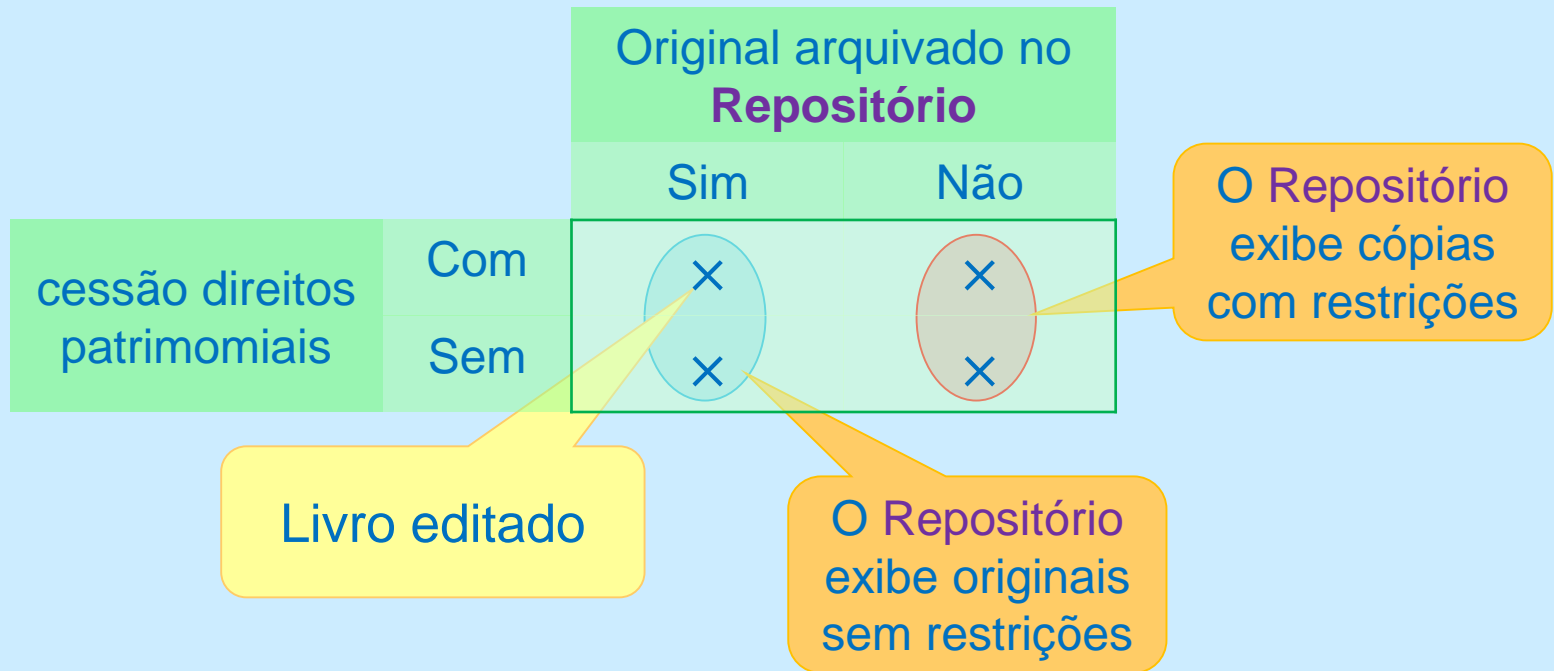 Original arquivado no
Repositório
Sim
Não
cessão direitos
patrimomiais
Com
Sem
×
×
×
×
O Repositório
exibe cópias
com restrições
Livro editado
O Repositório
exibe originais
sem restrições